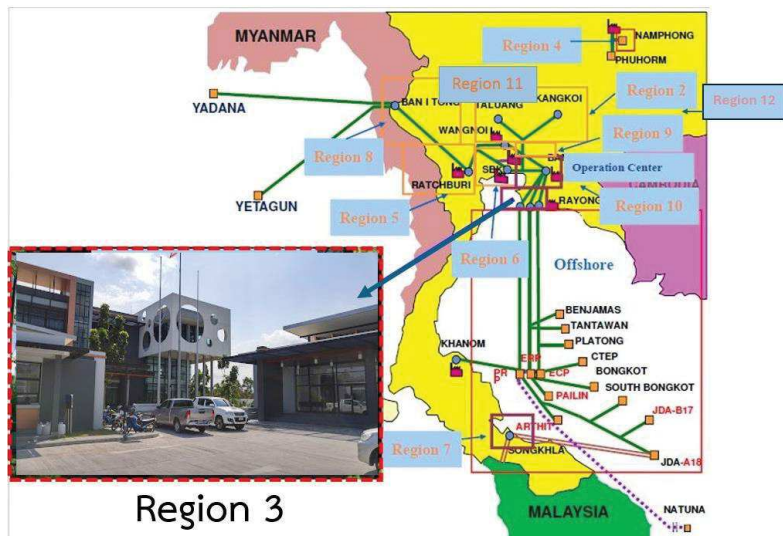 MYANMAR
Region 4
NAMPHONG
PHUHORM
YADANA
BAN I TONG
Region 11
TALUANG
KANGKOI
Region 2
Region 12
WANGNOI
Region 9
Region 8
RATCHBURI
Operation Center
CAMBODIA
YETAGUN
Region 5
RAYONG
Region 10
Region 6
Offshore
BENJAMAS
TANTAWAN
PLATONG
KHANOM
ERP
CTEP
BONGKOT
PRP
ECP
SOUTH BONGKOT
PAILIN
JDA-B17
ARTHIT
Region 7
SONGKHLA
JDA-A18
Region 3
MALAYSIA
NATUNA